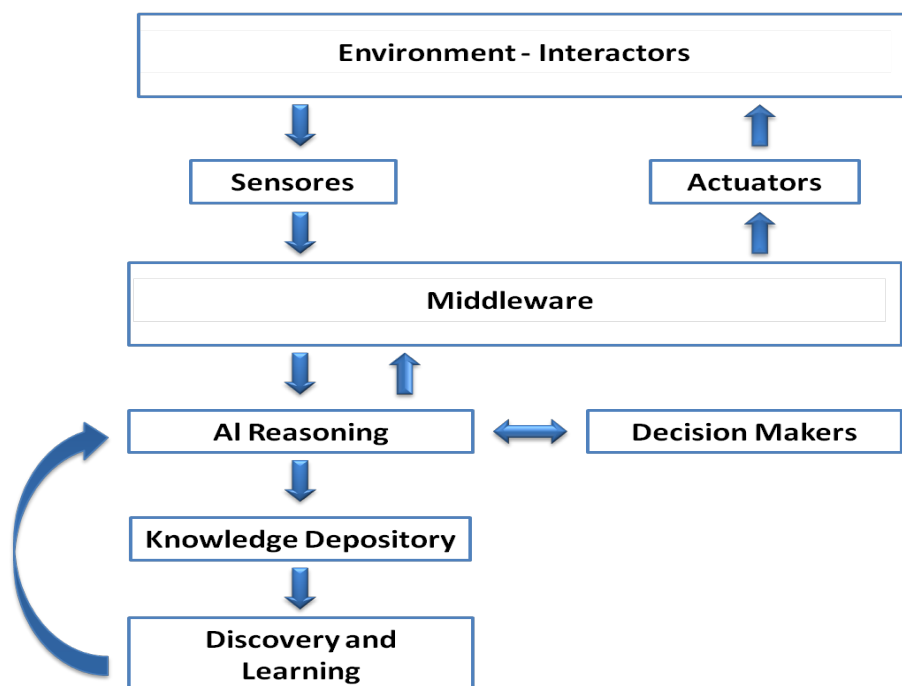 Environment - Interactors
Sensores
Actuators
Middleware
AI Reasoning
Decision Makers
Knowledge Depository
Discovery and
Learning